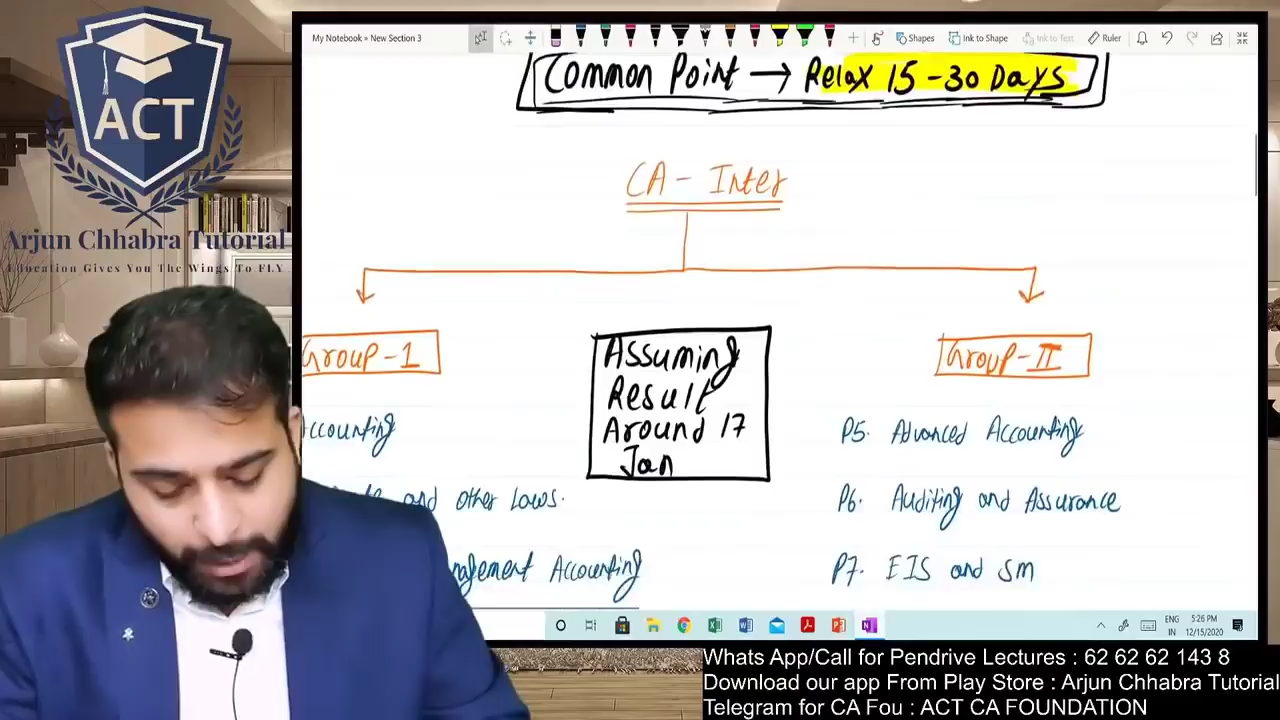 ACT
Arjun Chhabra Tutorial
Education Gives You The Wings To FLY
My Notebook » New Section 3
Shapes
Ink to Shape
Ink to Text
Ruler
Common Point → Relax 15-30 Days
CA - Inter
Group-1
Assuming
Result
Around 17
Jan
Group-II
Accounting
and other Laws.
Management Accounting
P5. Advanced Accounting
P6. Auditing and Assurance
P7. EIS and SM
ENG
IN
5:26 PM
12/15/2020
Whats App/Call for Pendrive Lectures : 62 62 62 143 8
Download our app From Play Store : Arjun Chhabra Tutorial
Telegram for CA Fou : ACT CA FOUNDATION